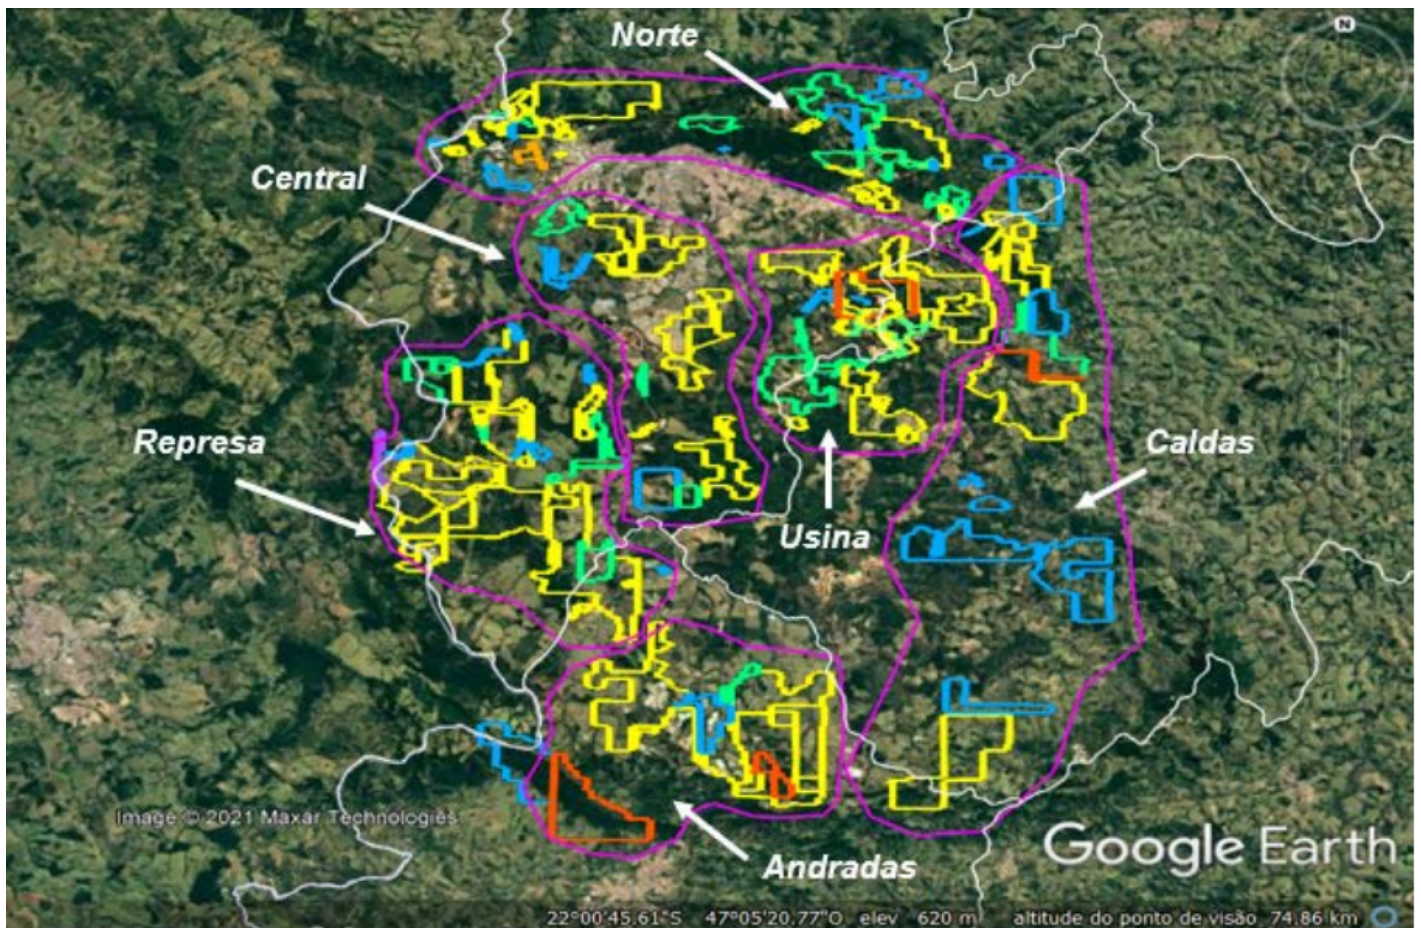 Norte
N
Central
Represa
Caldas
Usina
Image © 2021 Maxar Technologies
Google Earth
Andradas
22°00'45.61"S 47°05'20.77"O elev 620 m altitude do ponto de visão 74.86 km